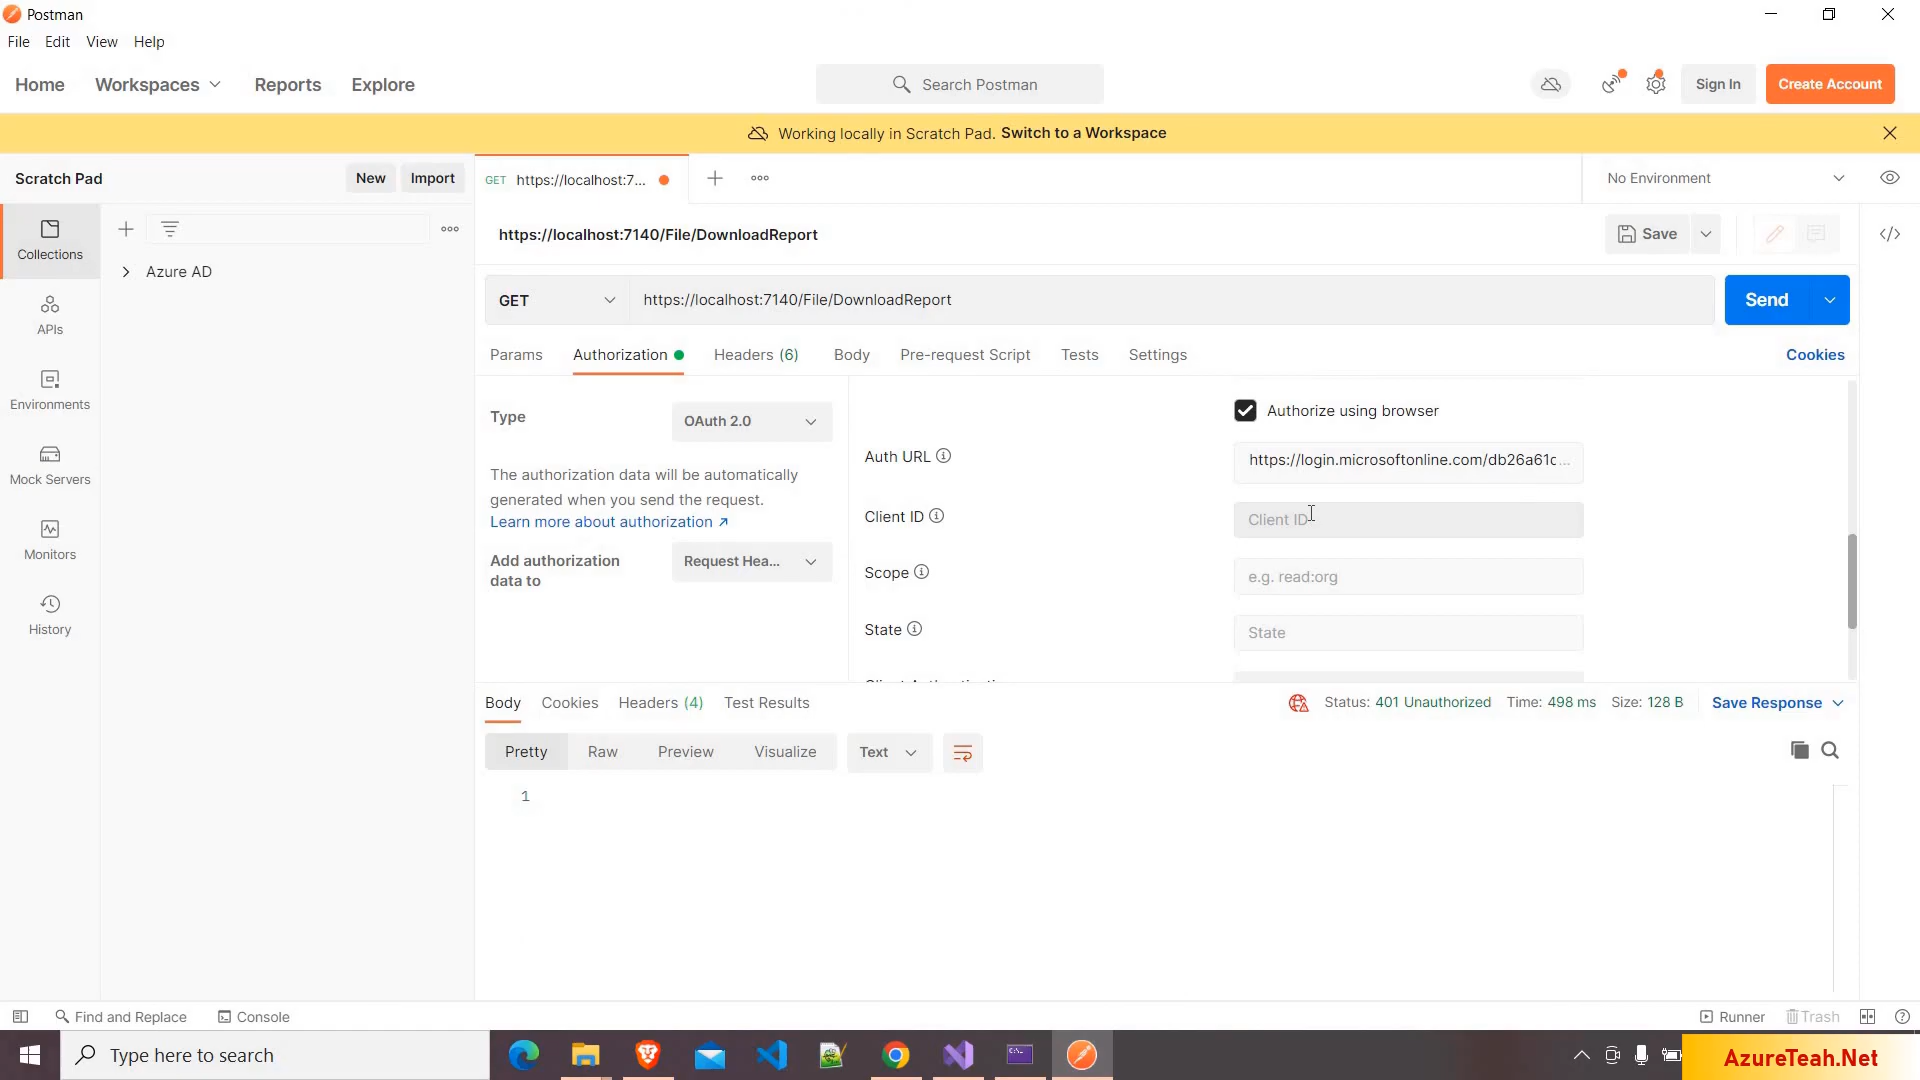 Postman
File Edit View Help
Home Workspaces Reports Explore Search Postman Sign In Create Account
Working locally in Scratch Pad. Switch to a Workspace
Scratch Pad New Import GET https://localhost:7... No Environment
Collections
APIs
Environments
Mock Servers
Monitors
History
Azure AD
https://localhost:7140/File/DownloadReport Save
GET https://localhost:7140/File/DownloadReport Send
Params Authorization Headers (6) Body Pre-request Script Tests Settings Cookies
Type OAuth 2.0
The authorization data will be automatically
generated when you send the request.
Learn more about authorization ↗
Add authorization
data to
Request Hea...
Authorize using browser
Auth URL https://login.microsoftonline.com/db26a61c...
Client ID Client ID
Scope e.g. read:org
State State
Body Cookies Headers (4) Test Results Status: 401 Unauthorized Time: 498 ms Size: 128 B Save Response
Pretty Raw Preview Visualize Text
1
Find and Replace Console Runner Trash
Type here to search AzureTeah.Net